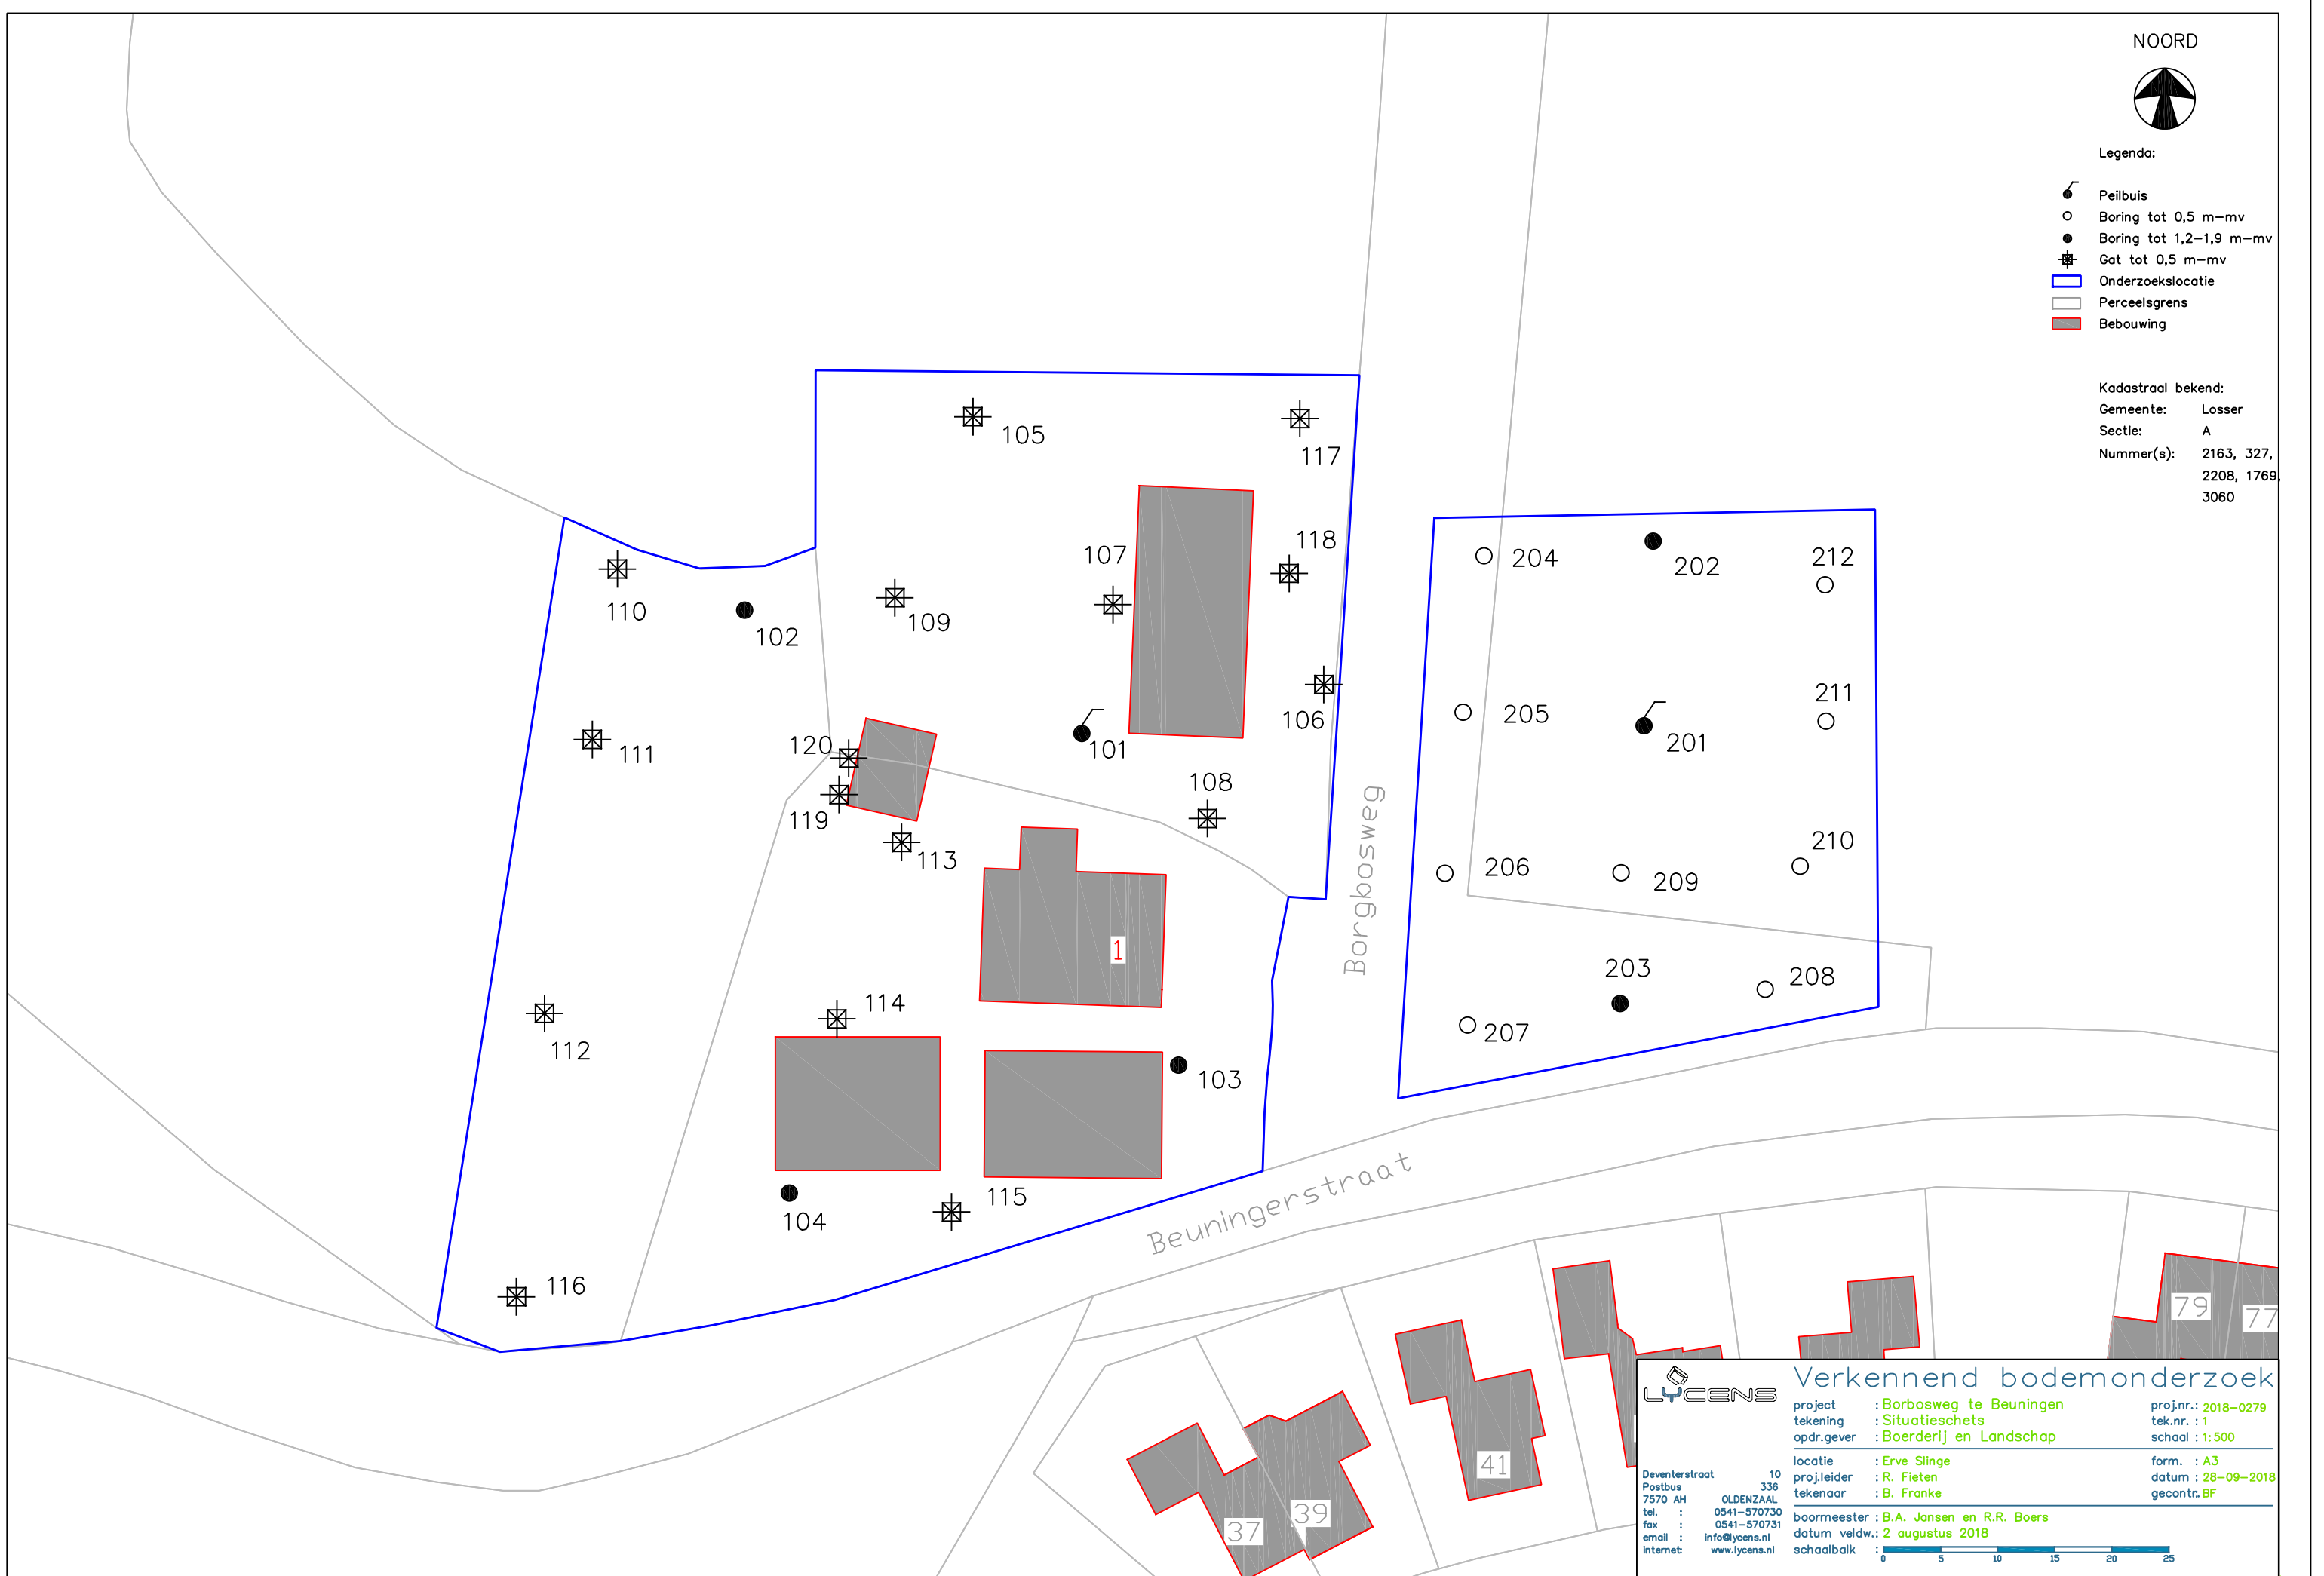 NOORD
Legenda:
Peilbuis
Boring tot 0,5 m-mv
Boring tot 1,2-1,9 m-mv
Gat tot 0,5 m-mv
Onderzoekslocatie
Perceelsgrens
Bebouwing
Kadastraal bekend:
Gemeente: Losser
Sectie: A
Nummer(s): 2163, 327,
2208, 1769,
3060
105
117
107
118
110
102
109
106
111
120
101
108
119
113
1
114
112
103
115
104
116
204
202
212
205
201
211
206
209
210
203
208
207
Borgbosweg
Beuningerstraat
79
77
41
39
37
LYCENS
Deventerstraat 10
Postbus 336
7570 AH OLDENZAAL
tel. : 0541-570730
fax : 0541-570731
email : info@lycens.nl
Internet: www.lycens.nl
Verkennend bodemonderzoek
project : Borbosweg te Beuningen proj.nr.: 2018-0279
tekening : Situatieschets tek.nr. : 1
opdr.gever : Boerderij en Landschap schaal : 1:500
locatie : Erve Slinge form. : A3
proj.leider : R. Fieten datum : 28-09-2018
tekenaar : B. Franke gecontr.: BF
boormeester : B.A. Jansen en R.R. Boers
datum veldw.: 2 augustus 2018
schaalbalk : 0 5 10 15 20 25